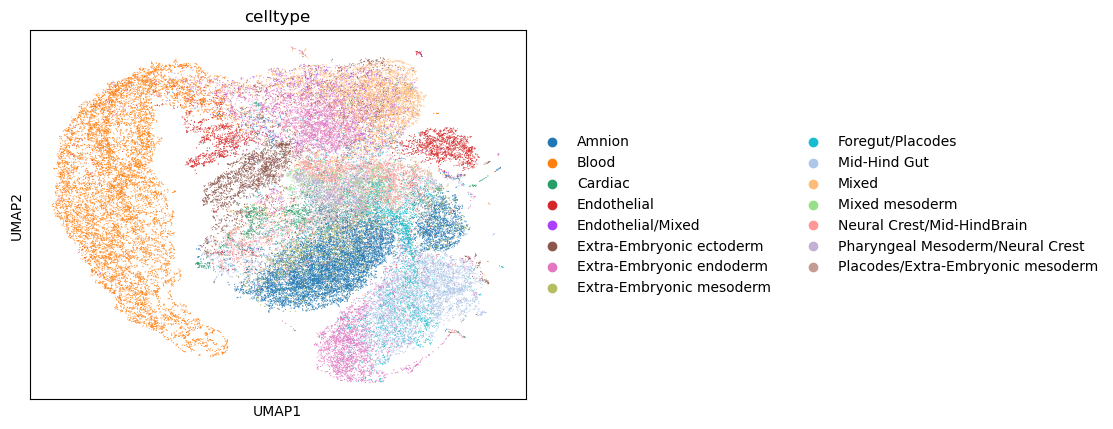 celltype
UMAP2
UMAP1
Amnion
Blood
Cardiac
Endothelial
Endothelial/Mixed
Extra-Embryonic ectoderm
Extra-Embryonic endoderm
Extra-Embryonic mesoderm
Foregut/Placodes
Mid-Hind Gut
Mixed
Mixed mesoderm
Neural Crest/Mid-HindBrain
Pharyngeal Mesoderm/Neural Crest
Placodes/Extra-Embryonic mesoderm